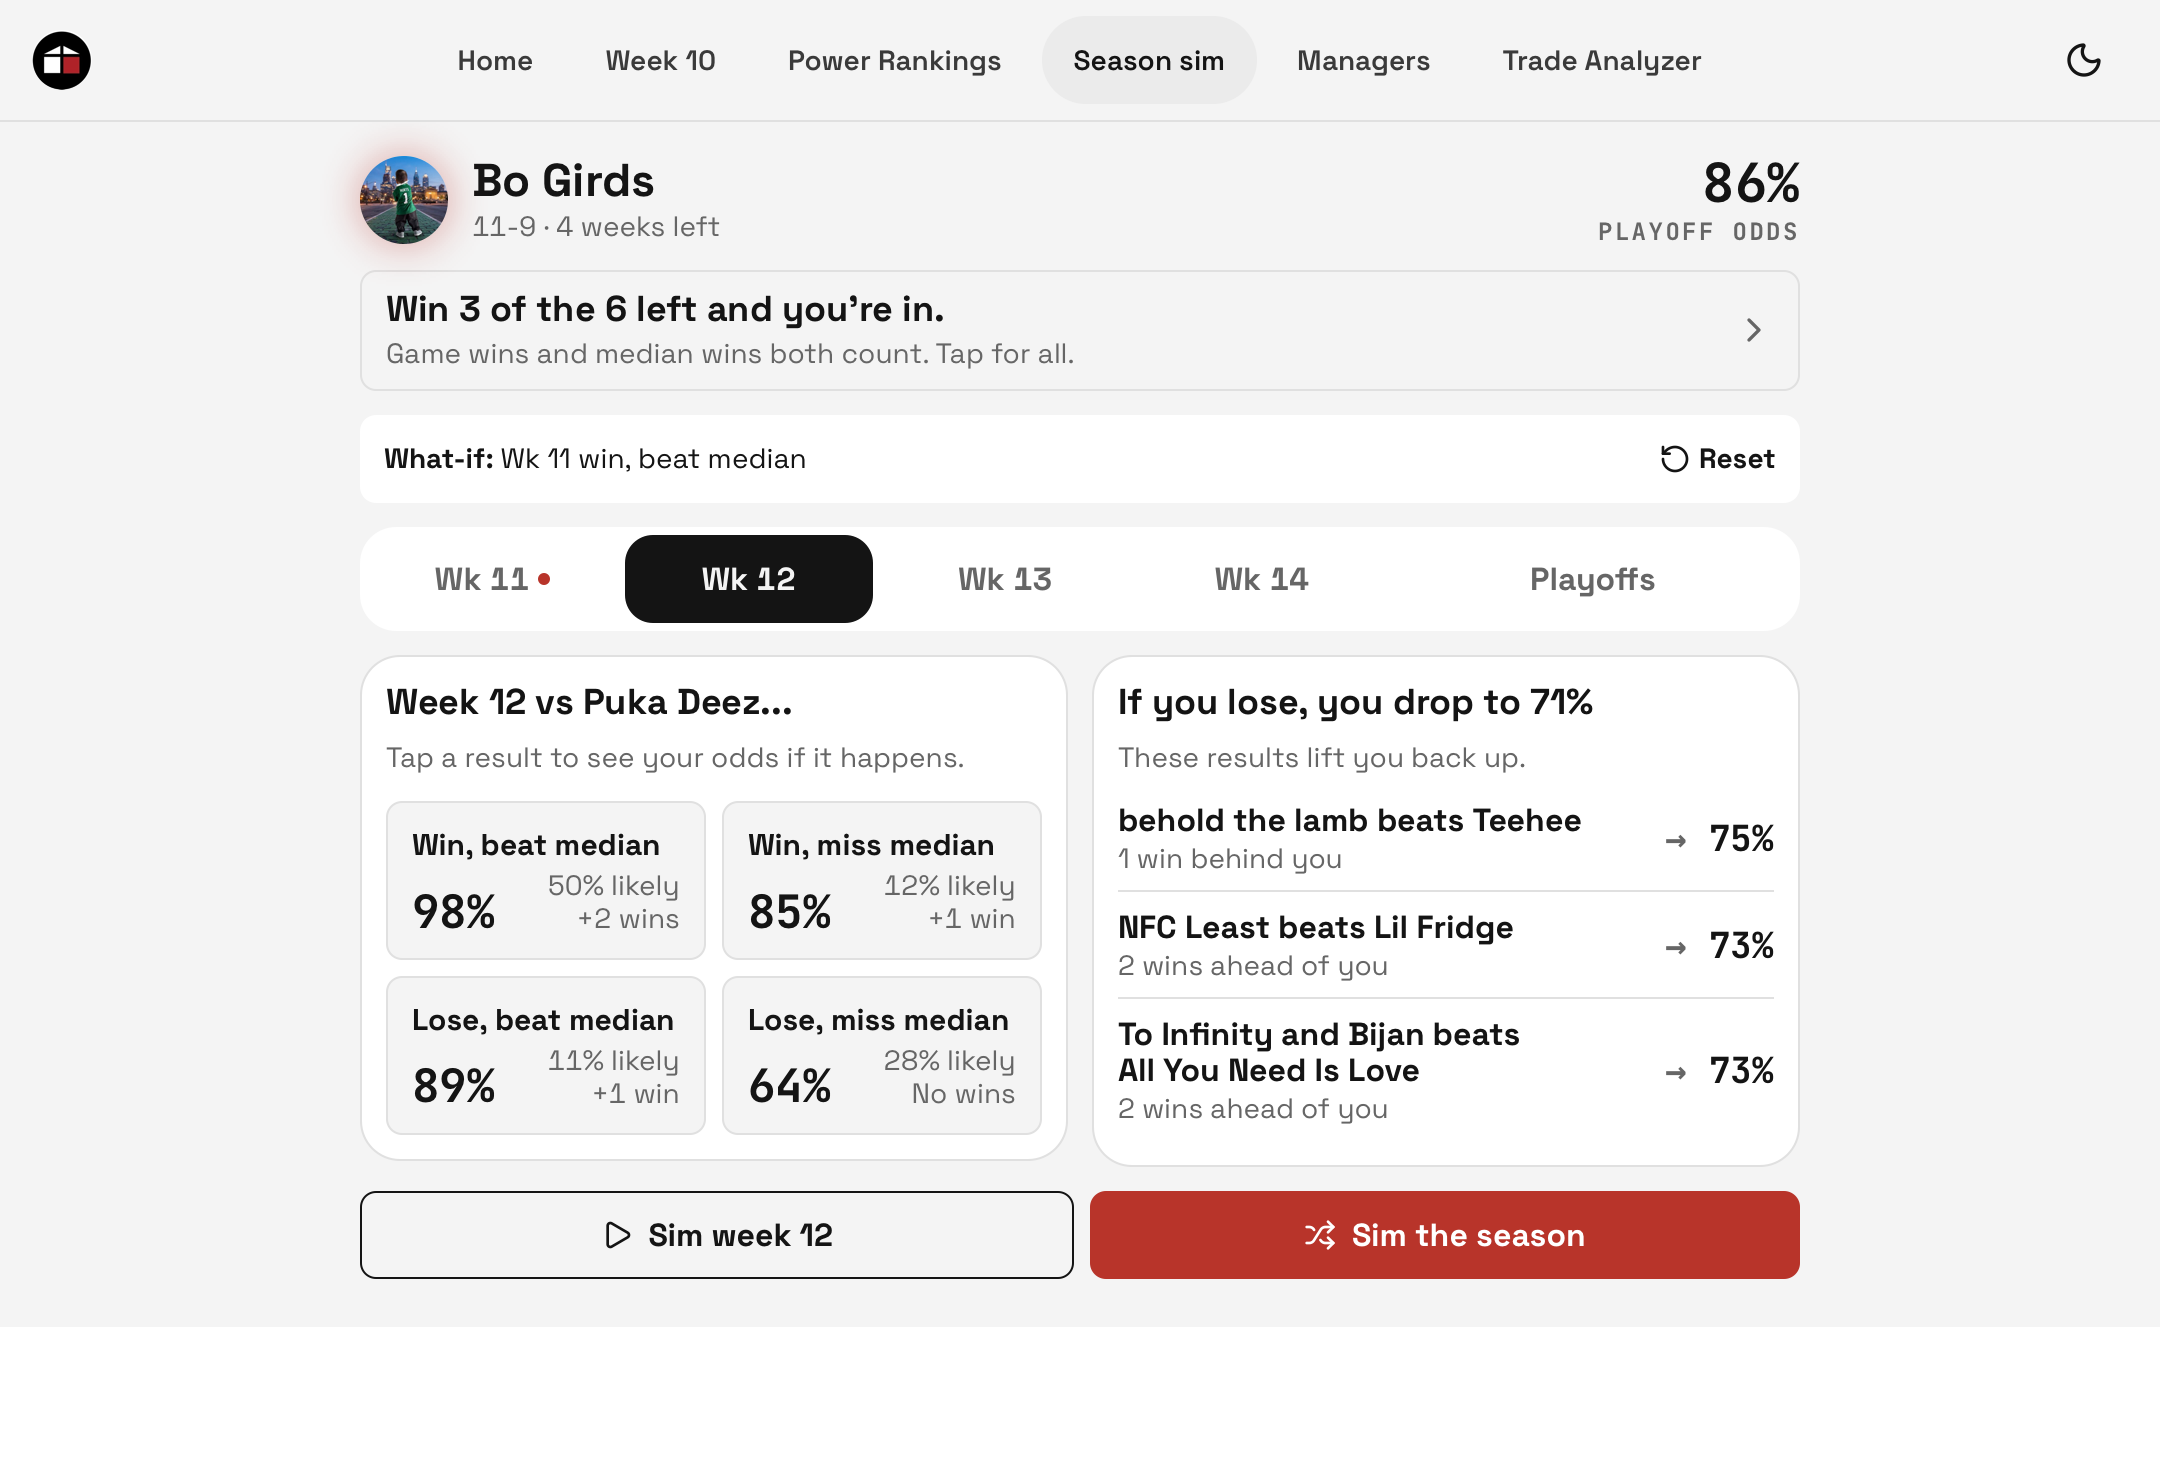 Home
Week 10
Power Rankings
Season sim
Managers
Trade Analyzer
Bo Girds
11-9 · 4 weeks left
86%
PLAYOFF ODDS
Win 3 of the 6 left and you're in.
Game wins and median wins both count. Tap for all.
What-if: Wk 11 win, beat median
Reset
Wk 11
Wk 12
Wk 13
Wk 14
Playoffs
Week 12 vs Puka Deez...
Tap a result to see your odds if it happens.
Win, beat median
98%
50% likely
+2 wins
Win, miss median
85%
12% likely
+1 win
Lose, beat median
89%
11% likely
+1 win
Lose, miss median
64%
28% likely
No wins
If you lose, you drop to 71%
These results lift you back up.
behold the lamb beats Teehee
1 win behind you
→ 75%
NFC Least beats Lil Fridge
2 wins ahead of you
→ 73%
To Infinity and Bijan beats
All You Need Is Love
2 wins ahead of you
→ 73%
Sim week 12
Sim the season